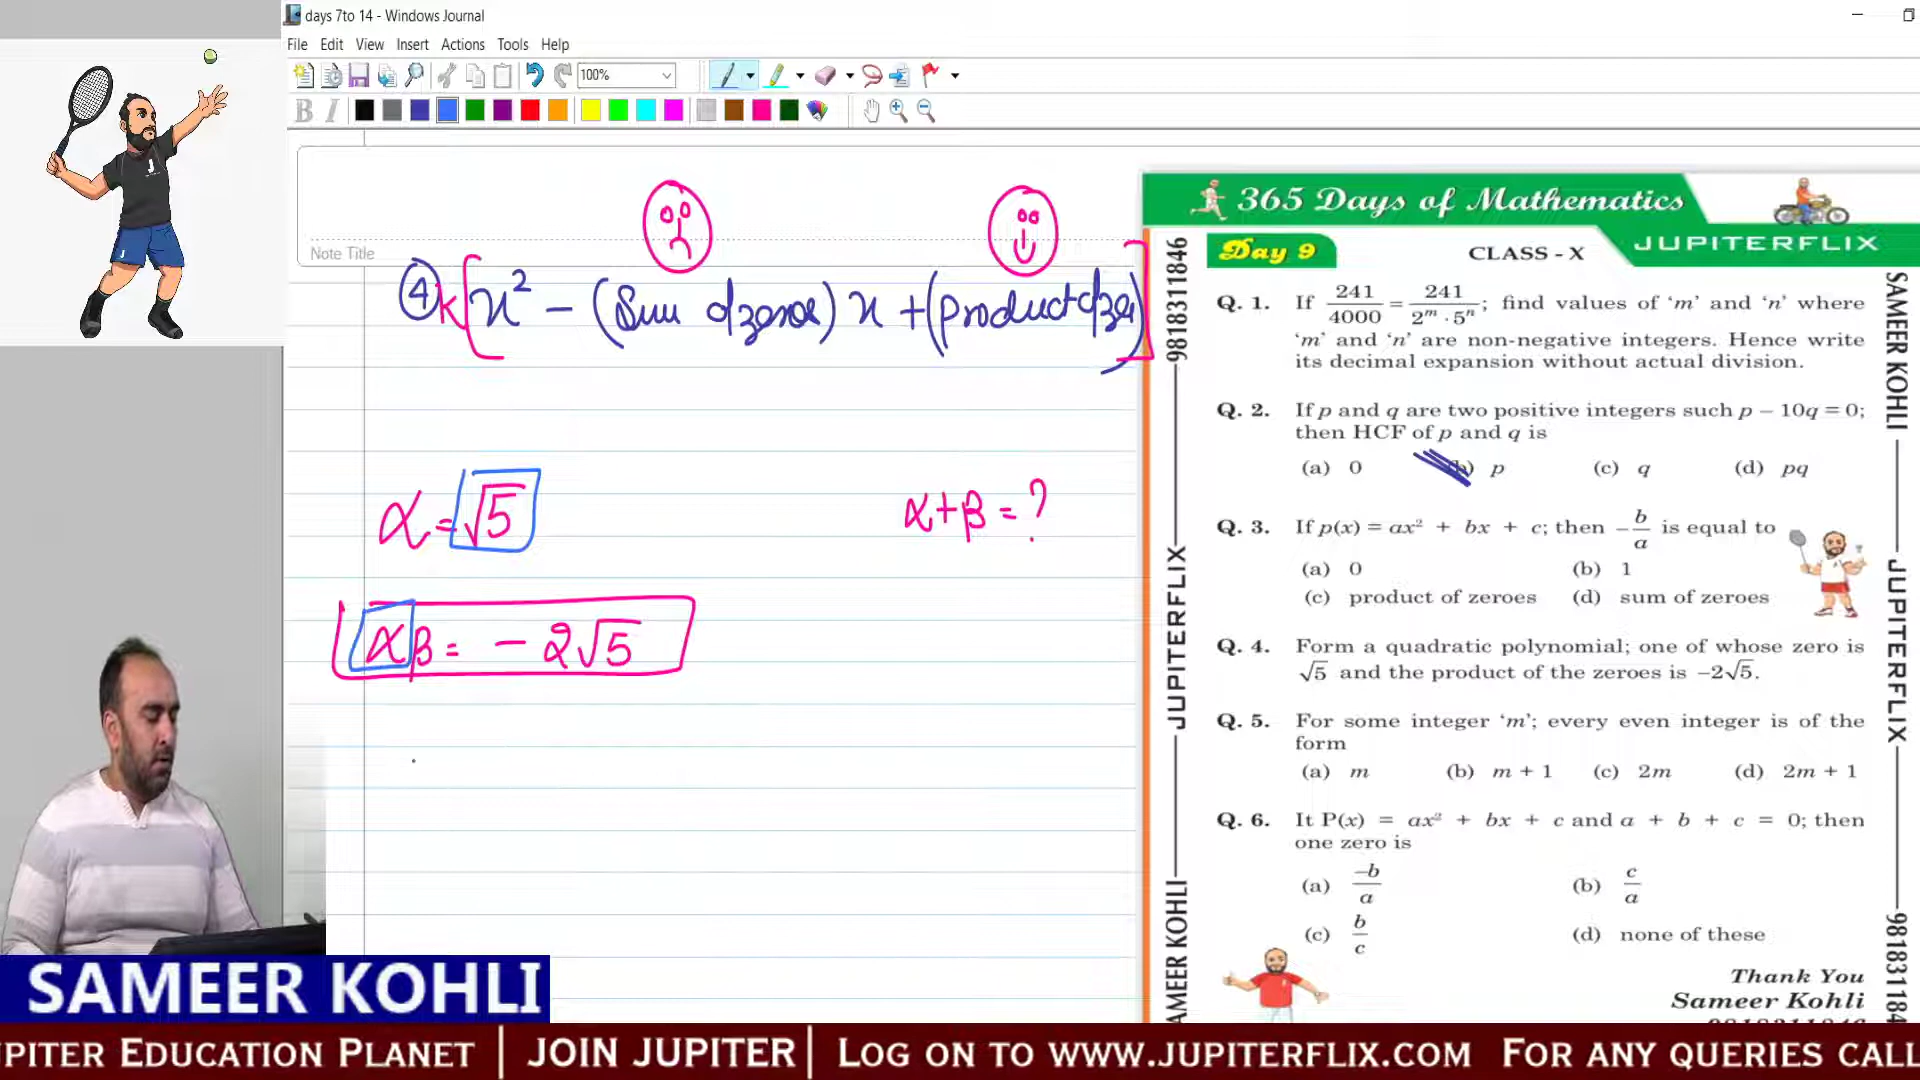 days 7to 14 - Windows Journal
File Edit View Insert Actions Tools Help
100%
B I
Note Title
④ k[x² - (Sum of zeroes) x + (product of zer)]
α = √5
α+β = ?
αβ = - 2√5
365 Days of Mathematics
JUPITERFLIX
Day 9
CLASS - X
Q. 1. If 241/4000 = 241/(2^m · 5^n); find values of ‘m’ and ‘n’ where
‘m’ and ‘n’ are non-negative integers. Hence write
its decimal expansion without actual division.
Q. 2. If p and q are two positive integers such p – 10q = 0;
then HCF of p and q is
(a) 0 (b) p (c) q (d) pq
Q. 3. If p(x) = ax² + bx + c; then – b/a is equal to
(a) 0 (b) 1
(c) product of zeroes (d) sum of zeroes
Q. 4. Form a quadratic polynomial; one of whose zero is
√5 and the product of the zeroes is –2√5.
Q. 5. For some integer ‘m’; every even integer is of the
form
(a) m (b) m + 1 (c) 2m (d) 2m + 1
Q. 6. It P(x) = ax² + bx + c and a + b + c = 0; then
one zero is
(a) –b/a (b) c/a
(c) b/c (d) none of these
Thank You
Sameer Kohli
9818311846
AMEER KOHLI — JUPITERFLIX — 9818311846
SAMEER KOHLI — JUPITERFLIX — 981831184
SAMEER KOHLI
UPITER EDUCATION PLANET | JOIN JUPITER | LOG ON TO WWW.JUPITERFLIX.COM FOR ANY QUERIES CALL